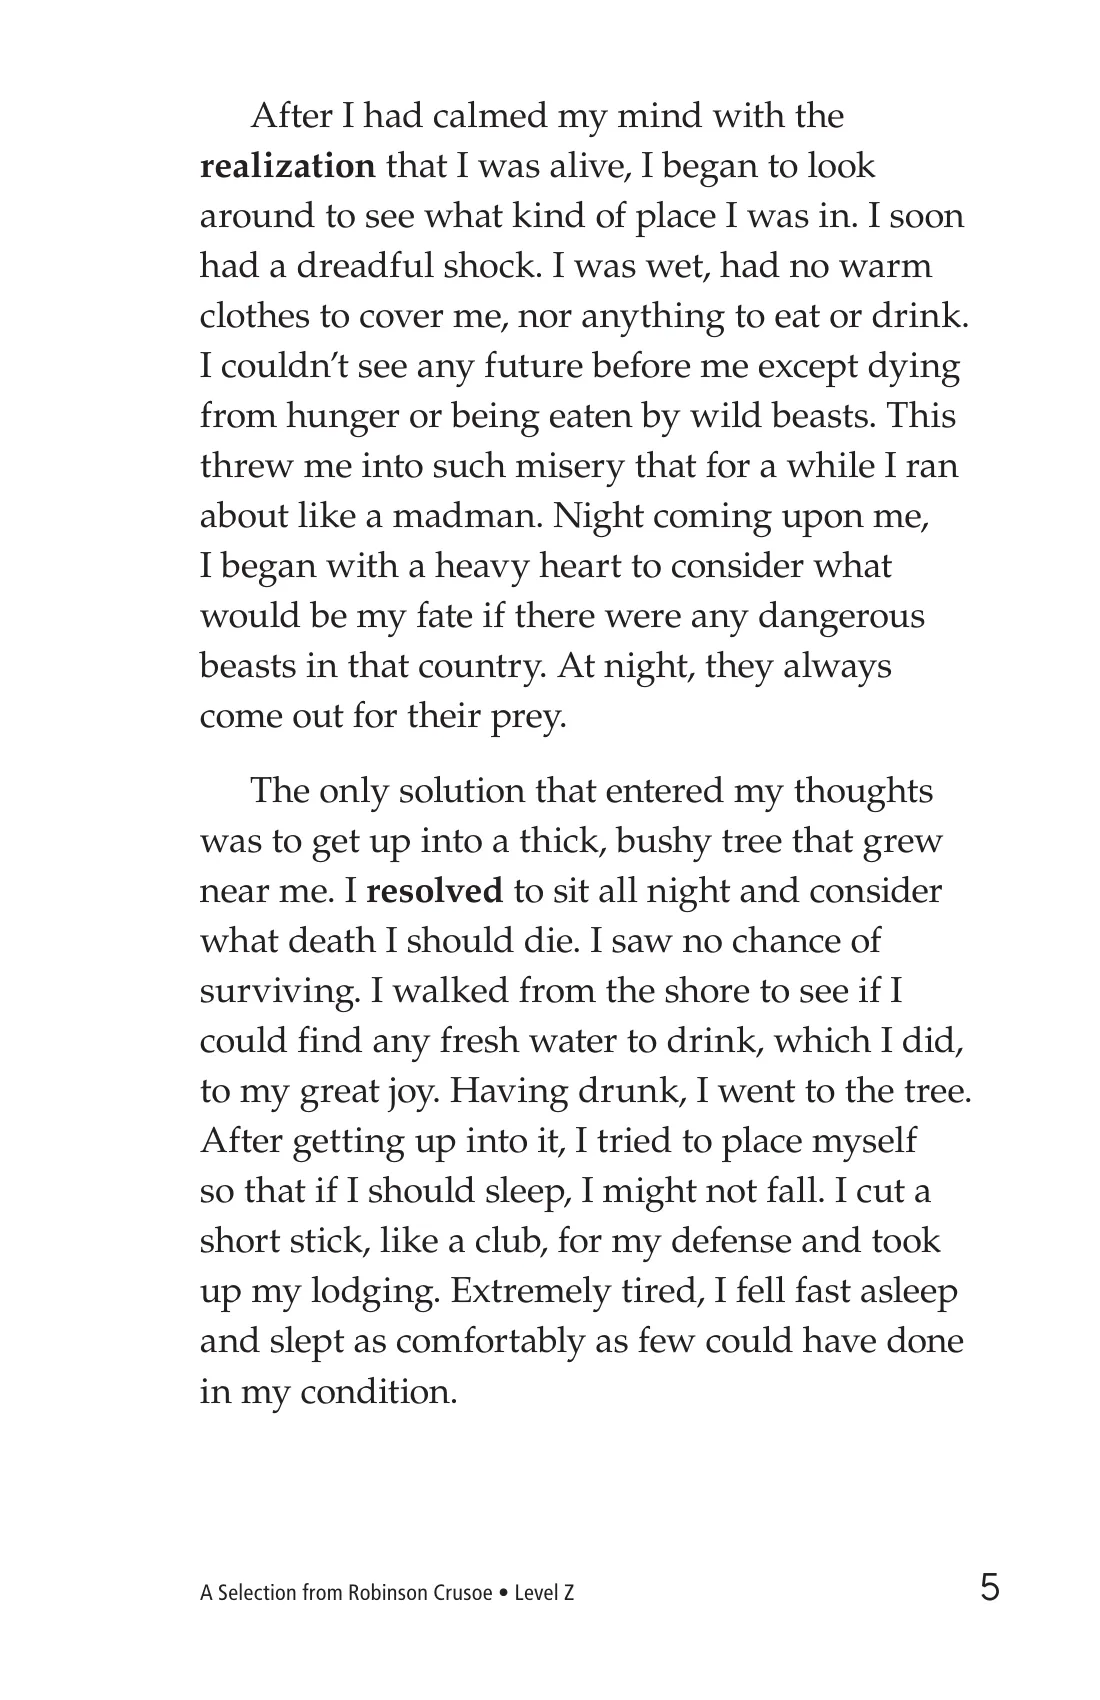 After I had calmed my mind with the
realization that I was alive, I began to look
around to see what kind of place I was in. I soon
had a dreadful shock. I was wet, had no warm
clothes to cover me, nor anything to eat or drink.
I couldn’t see any future before me except dying
from hunger or being eaten by wild beasts. This
threw me into such misery that for a while I ran
about like a madman. Night coming upon me,
I began with a heavy heart to consider what
would be my fate if there were any dangerous
beasts in that country. At night, they always
come out for their prey.
The only solution that entered my thoughts
was to get up into a thick, bushy tree that grew
near me. I resolved to sit all night and consider
what death I should die. I saw no chance of
surviving. I walked from the shore to see if I
could find any fresh water to drink, which I did,
to my great joy. Having drunk, I went to the tree.
After getting up into it, I tried to place myself
so that if I should sleep, I might not fall. I cut a
short stick, like a club, for my defense and took
up my lodging. Extremely tired, I fell fast asleep
and slept as comfortably as few could have done
in my condition.
A Selection from Robinson Crusoe • Level Z 5